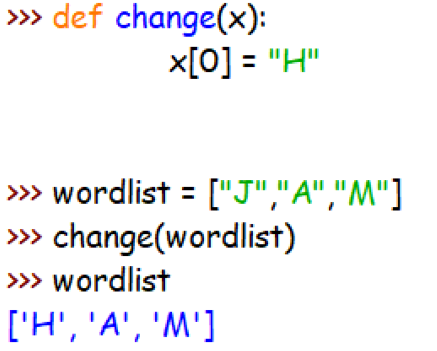 >>> def change(x):
x[0] = "H"
>>> wordlist = ["J","A","M"]
>>> change(wordlist)
>>> wordlist
['H', 'A', 'M']